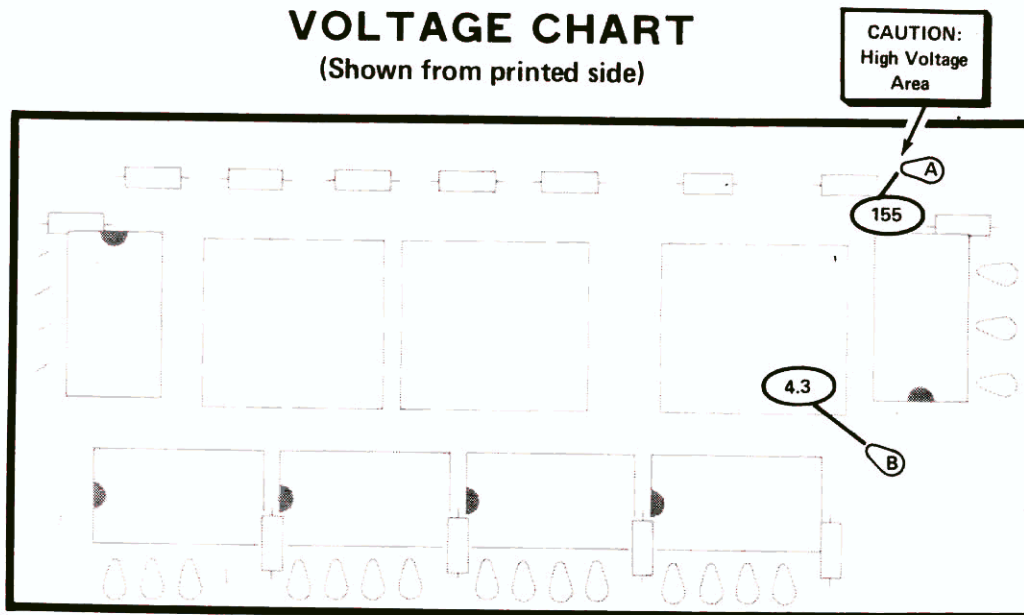 VOLTAGE CHART
(Shown from printed side)
CAUTION:
High Voltage
Area
A
155
4.3
B